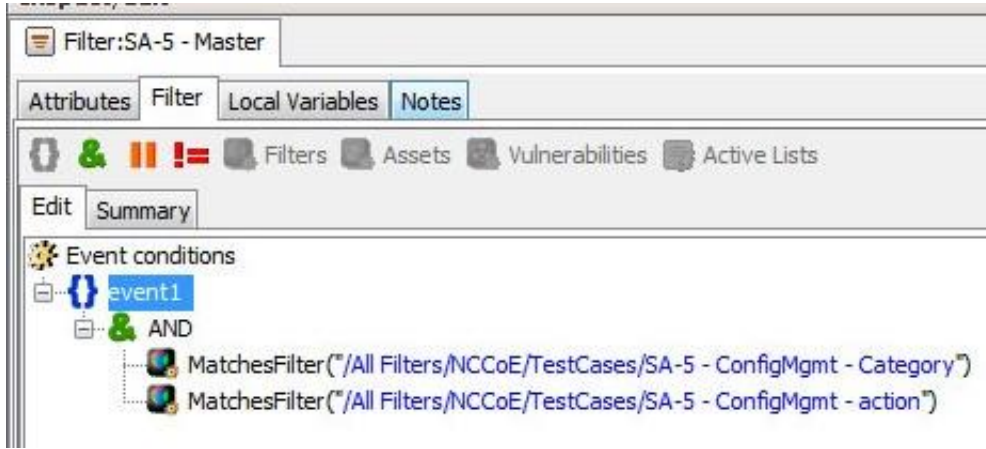 Filter:SA-5 - Master
Attributes Filter Local Variables Notes
{} & != Filters Assets Vulnerabilities Active Lists
Edit Summary
Event conditions
{} event1
& AND
MatchesFilter("/All Filters/NCCoE/TestCases/SA-5 - ConfigMgmt - Category")
MatchesFilter("/All Filters/NCCoE/TestCases/SA-5 - ConfigMgmt - action")